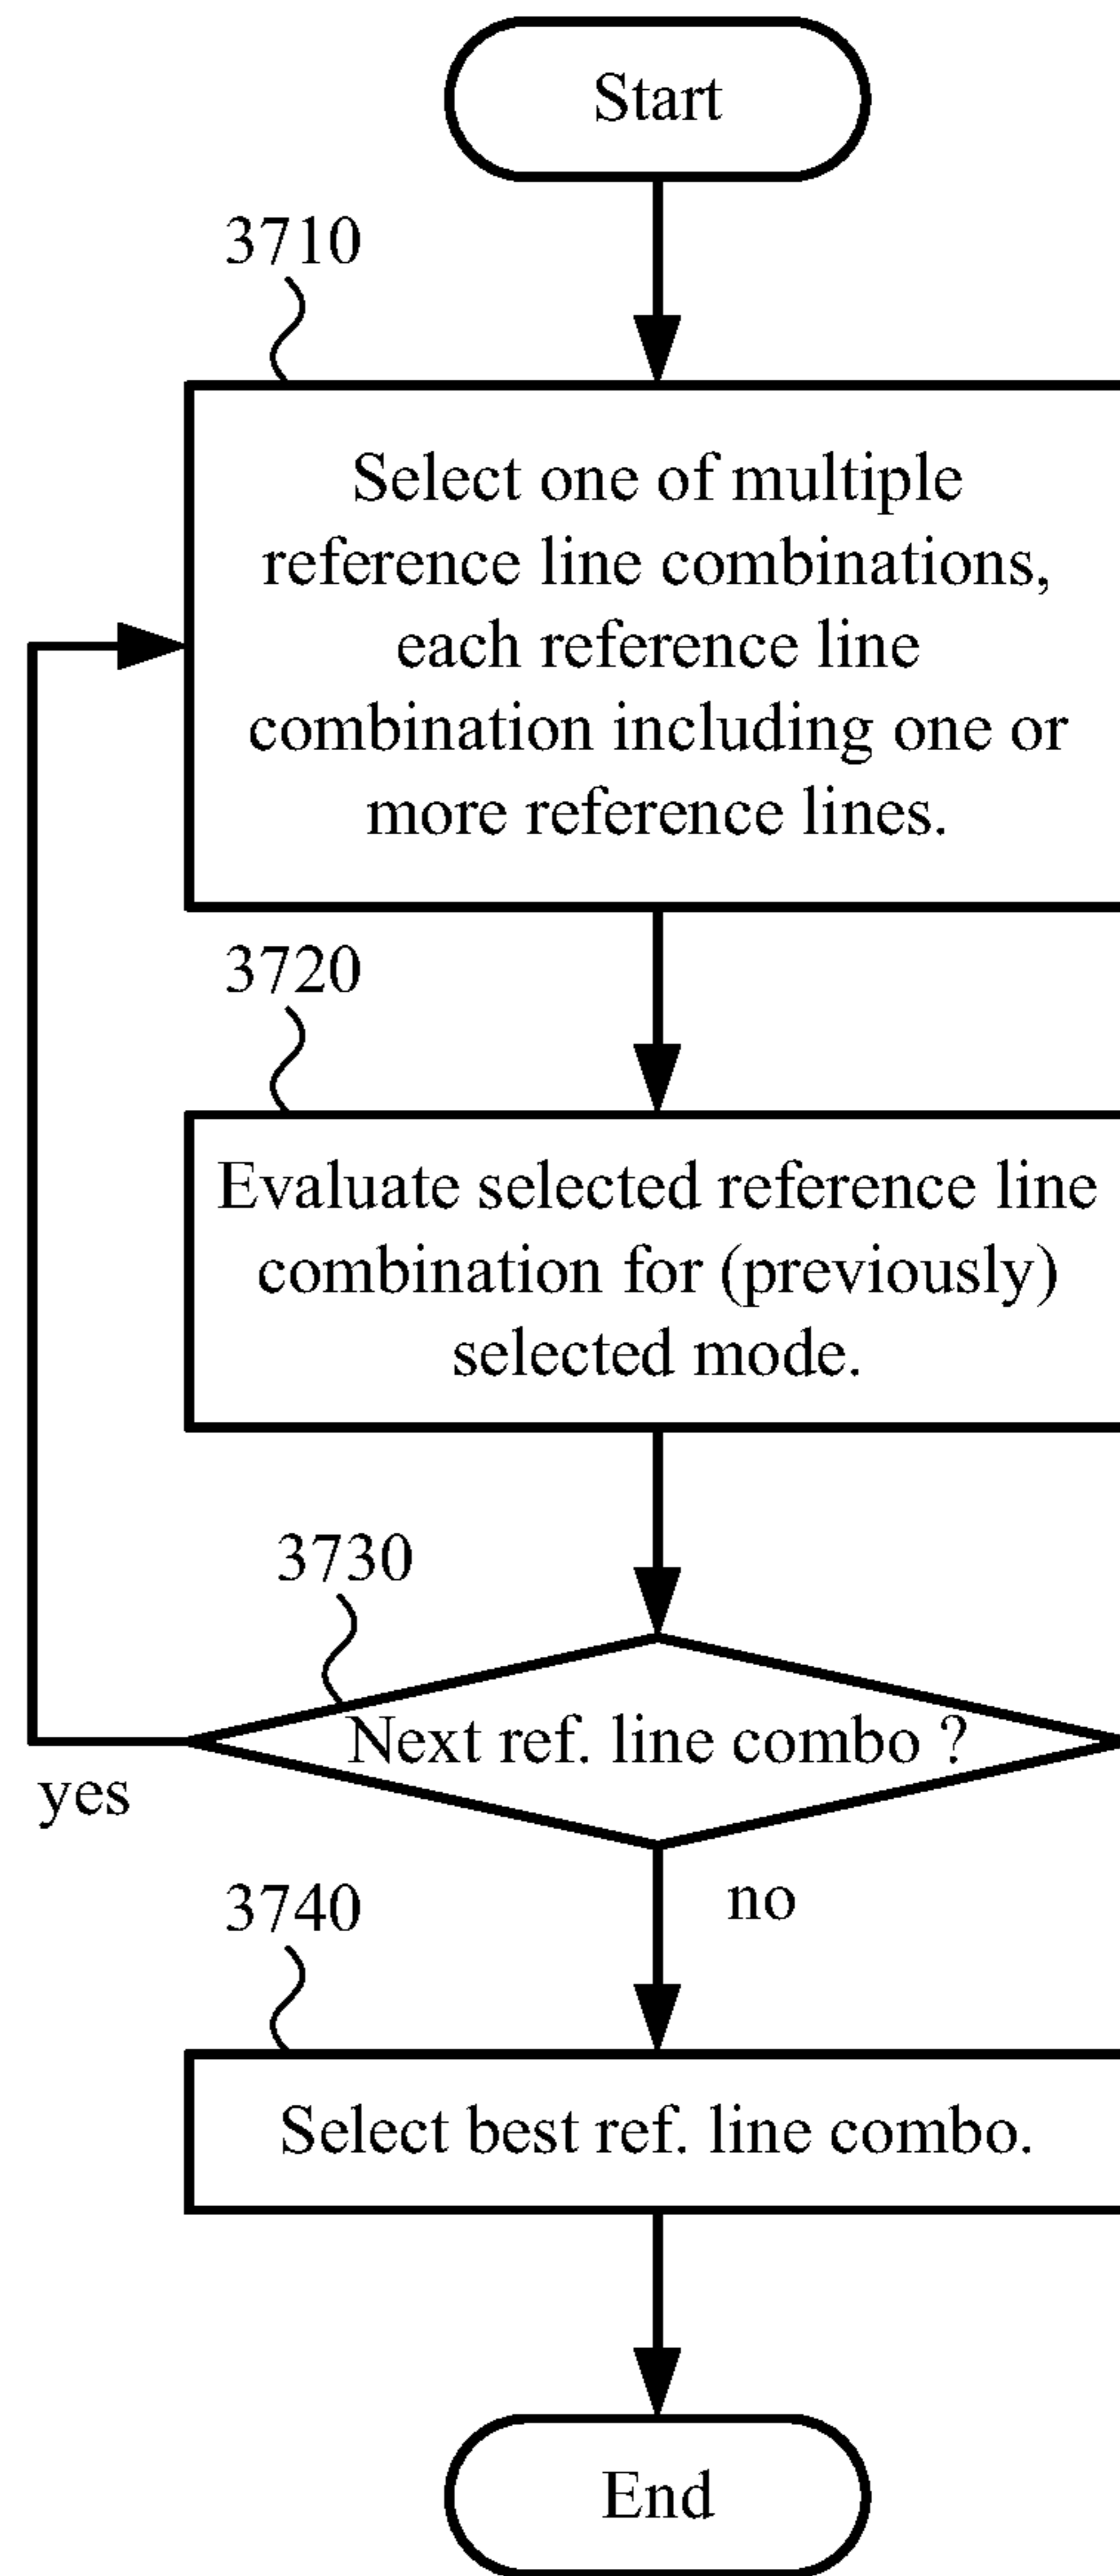 Start
3710
Select one of multiple
reference line combinations,
each reference line
combination including one or
more reference lines.
3720
Evaluate selected reference line
combination for (previously)
selected mode.
3730
Next ref. line combo ?
yes
no
3740
Select best ref. line combo.
End